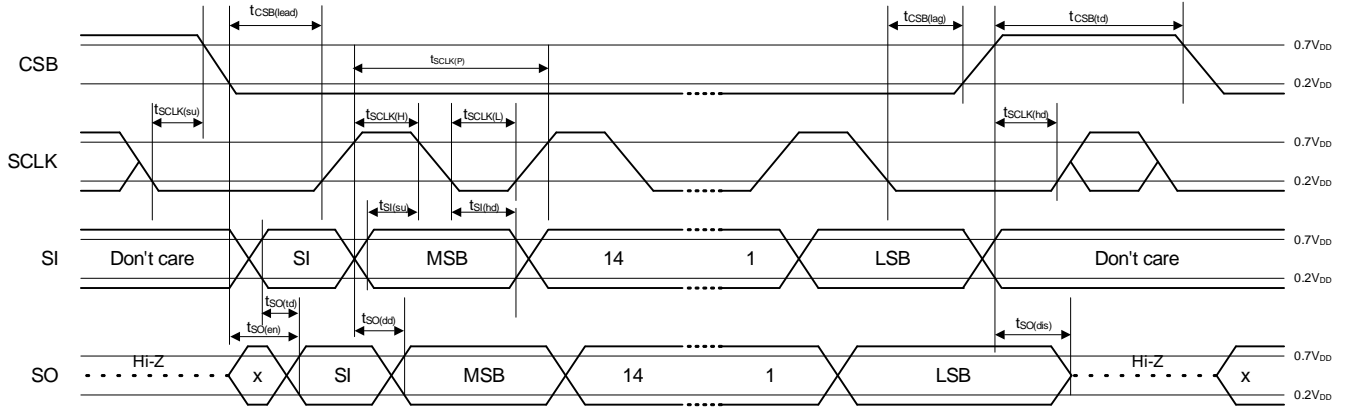 tCSB(lead)
tCSB(lag)
tCSB(td)
CSB
0.7VDD
0.2VDD
tSCLK(P)
tSCLK(su)
tSCLK(H)
tSCLK(L)
tSCLK(hd)
SCLK
0.7VDD
0.2VDD
tSI(su)
tSI(hd)
SI
Don't care
SI
MSB
14
1
LSB
Don't care
0.7VDD
0.2VDD
tSO(td)
tSO(en)
tSO(dd)
tSO(dis)
SO
Hi-Z
x
SI
MSB
14
1
LSB
Hi-Z
x
0.7VDD
0.2VDD